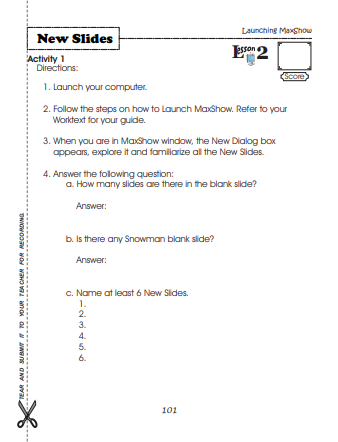 Launching MaxShow
New Slides
Lesson 2
Score
Activity 1
Directions:
1. Launch your computer.
2. Follow the steps on how to Launch MaxShow. Refer to your
Worktext for your guide.
3. When you are in MaxShow window, the New Dialog box
appears, explore it and familiarize all the New Slides.
4. Answer the following question:
a. How many slides are there in the blank slide?
Answer:
b. Is there any Snowman blank slide?
Answer:
c. Name at least 6 New Slides.
1.
2.
3.
4.
5.
6.
TEAR AND SUBMIT IT TO YOUR TEACHER FOR RECORDING.
101